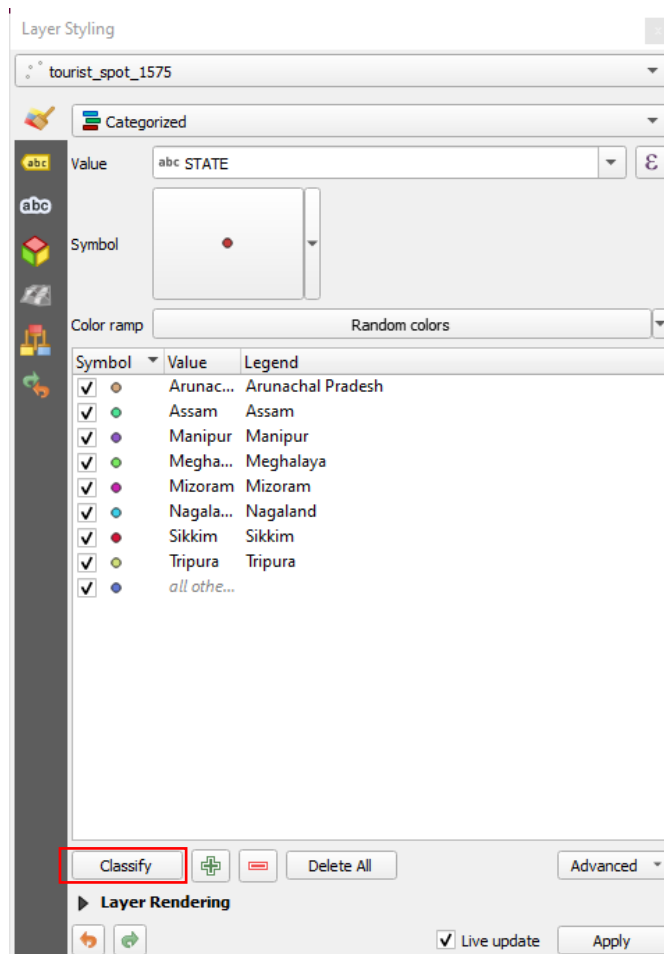 Layer Styling
tourist_spot_1575
Categorized
abc Value abc STATE ε
abc
Symbol
Color ramp Random colors
Symbol Value Legend
Arunac... Arunachal Pradesh
Assam Assam
Manipur Manipur
Megha... Meghalaya
Mizoram Mizoram
Nagala... Nagaland
Sikkim Sikkim
Tripura Tripura
all othe...
Classify Delete All Advanced
Layer Rendering
Live update Apply